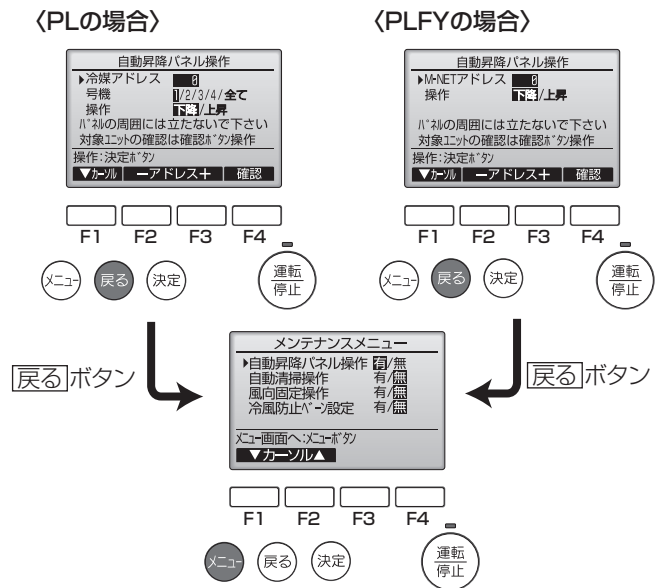 〈PLの場合〉
自動昇降パネル操作
▶冷媒アドレス 0
号機 1/2/3/4/全て
操作 下降/上昇
パネルの周囲には立たないで下さい
対象ユニットの確認は確認ボタン操作
操作:決定ボタン
▼カーソル ーアドレス+ 確認
F1 F2 F3 F4
メニュー 戻る 決定 運転
停止
〈PLFYの場合〉
自動昇降パネル操作
▶M-NETアドレス 0
操作 下降/上昇
パネルの周囲には立たないで下さい
対象ユニットの確認は確認ボタン操作
操作:決定ボタン
▼カーソル ーアドレス+ 確認
F1 F2 F3 F4
メニュー 戻る 決定 運転
停止
戻るボタン
戻るボタン
メンテナンスメニュー
▶自動昇降パネル操作 有/無
自動清掃操作 有/無
風向固定操作 有/無
冷風防止ベーン設定 有/無
メニュー画面へ:メニューボタン
▼カーソル▲
F1 F2 F3 F4
メニュー 戻る 決定 運転
停止